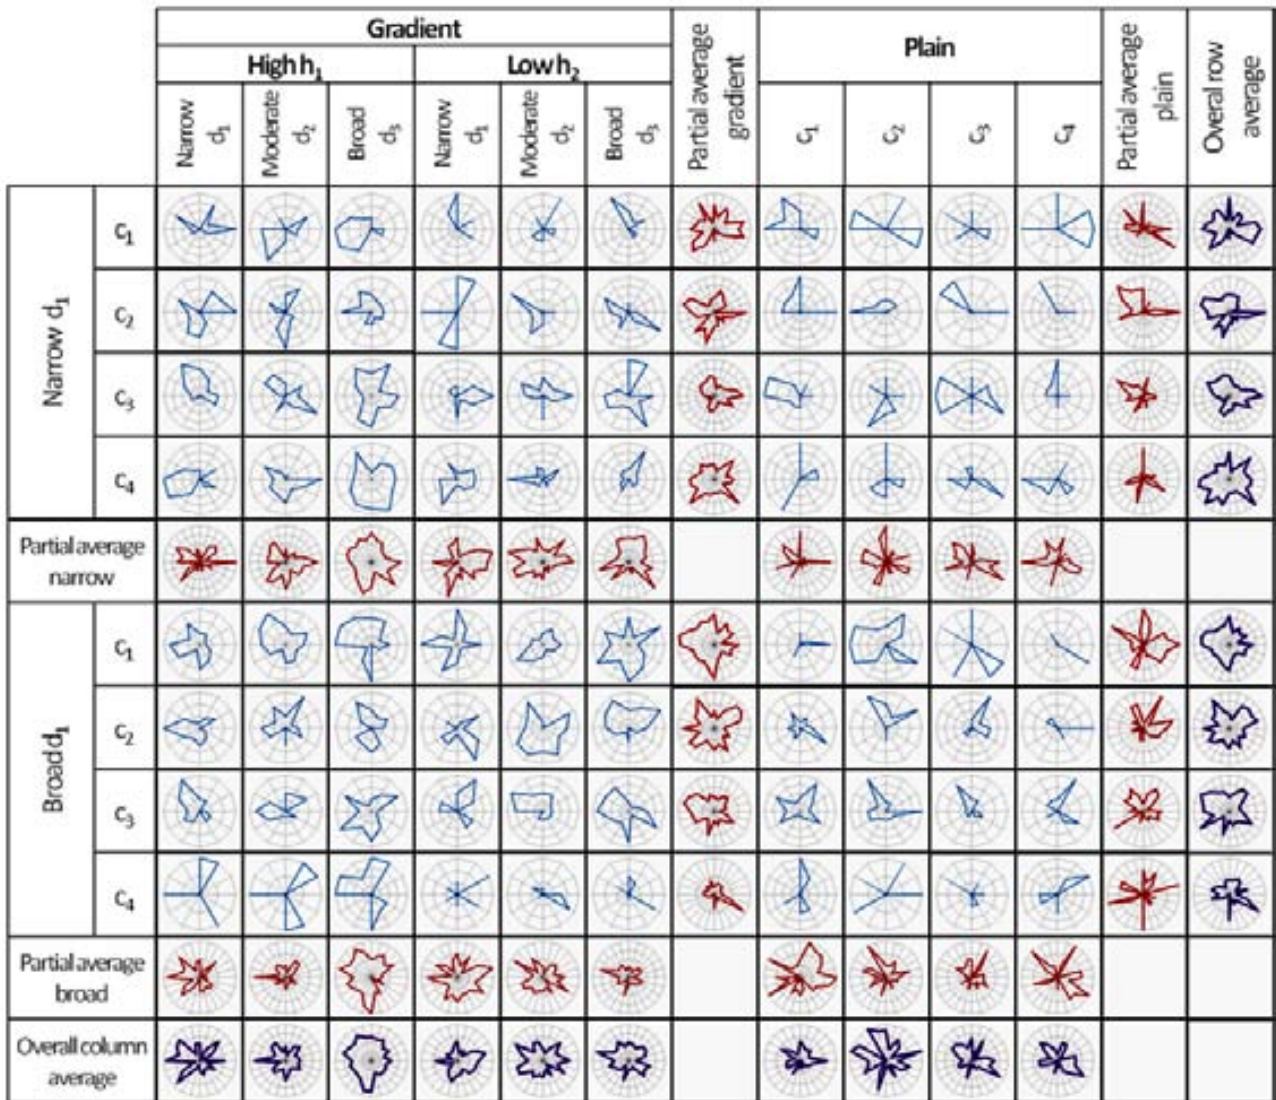 Gradient
High h₁
Low h₂
Narrow d₁
Moderate d₂
Broad d₃
Narrow d₁
Moderate d₂
Broad d₃
Partial average gradient
Plain
C₁
C₂
C₃
C₄
Partial average plain
Overal row average
Narrow d₁
C₁
C₂
C₃
C₄
Partial average
narrow
Broad d₁
C₁
C₂
C₃
C₄
Partial average
broad
Overall column
average